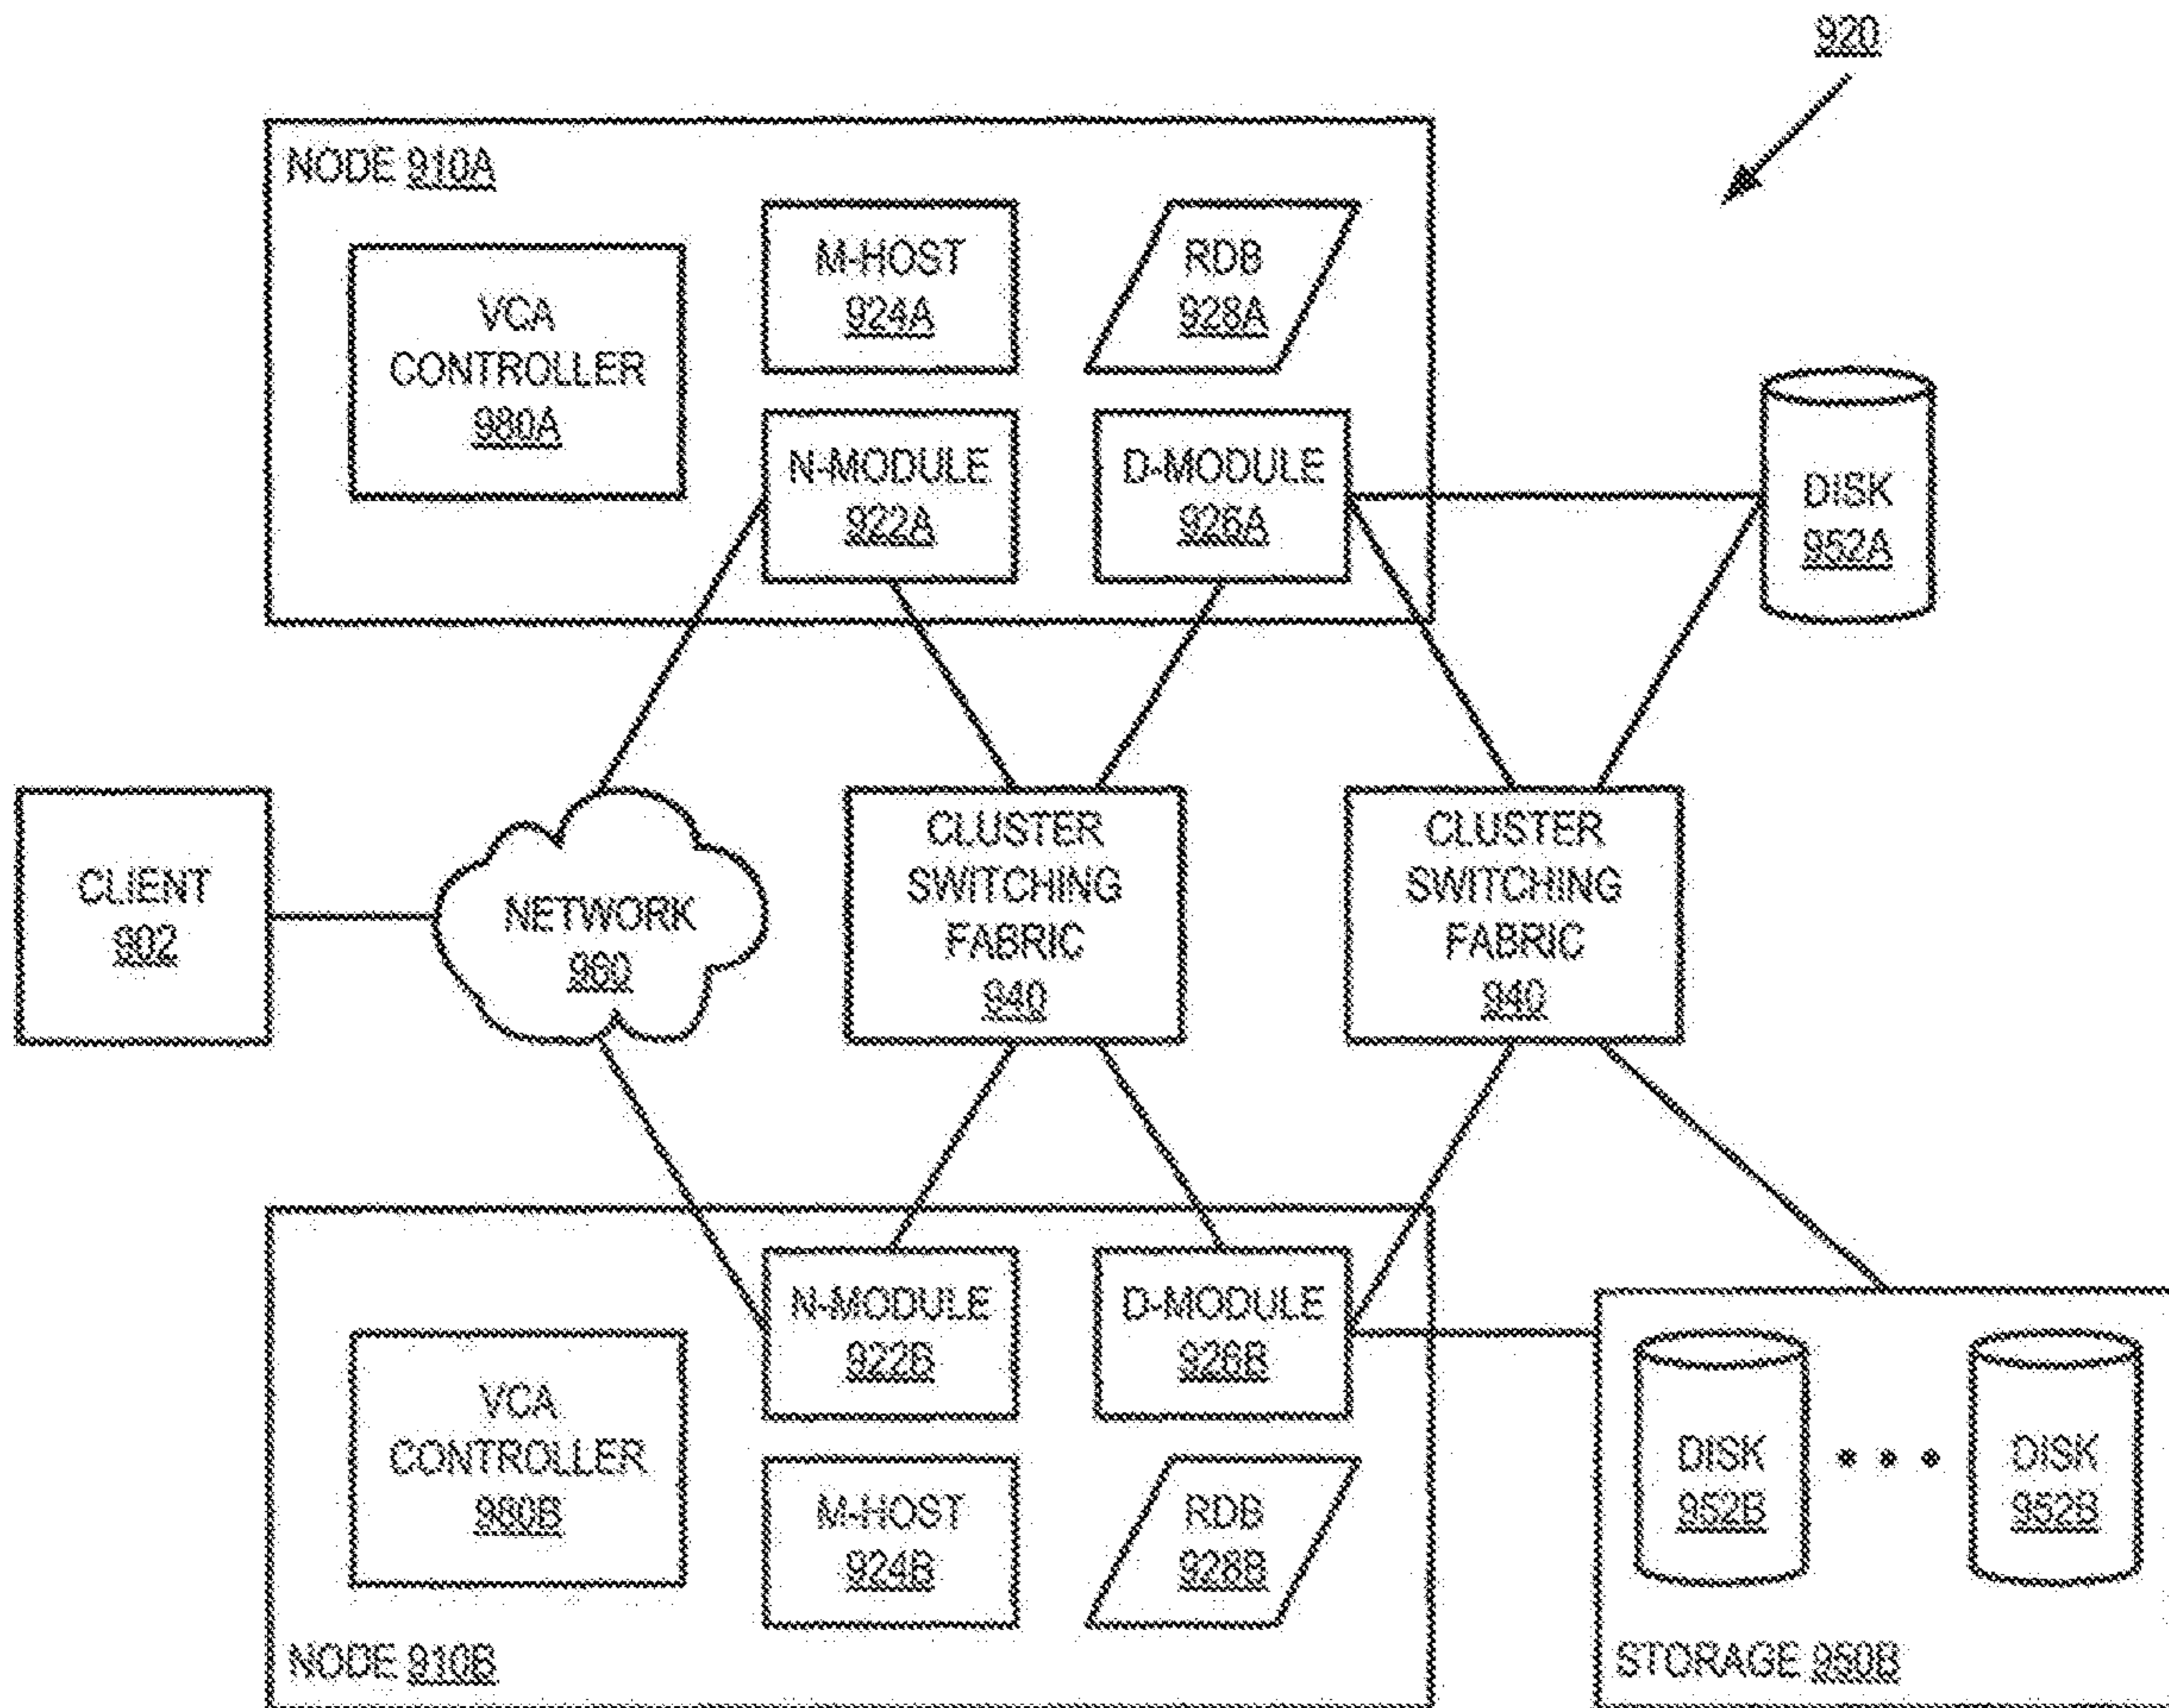 920
NODE 910A
M-HOST
924A
RDB
928A
VCA
CONTROLLER
980A
N-MODULE
922A
D-MODULE
926A
DISK
952A
CLIENT
602
NETWORK
960
CLUSTER
SWITCHING
FABRIC
940
CLUSTER
SWITCHING
FABRIC
940
N-MODULE
922B
D-MODULE
926B
VCA
CONTROLLER
980B
M-HOST
924B
RDB
928B
NODE 910B
DISK
952B
DISK
952B
STORAGE 950B